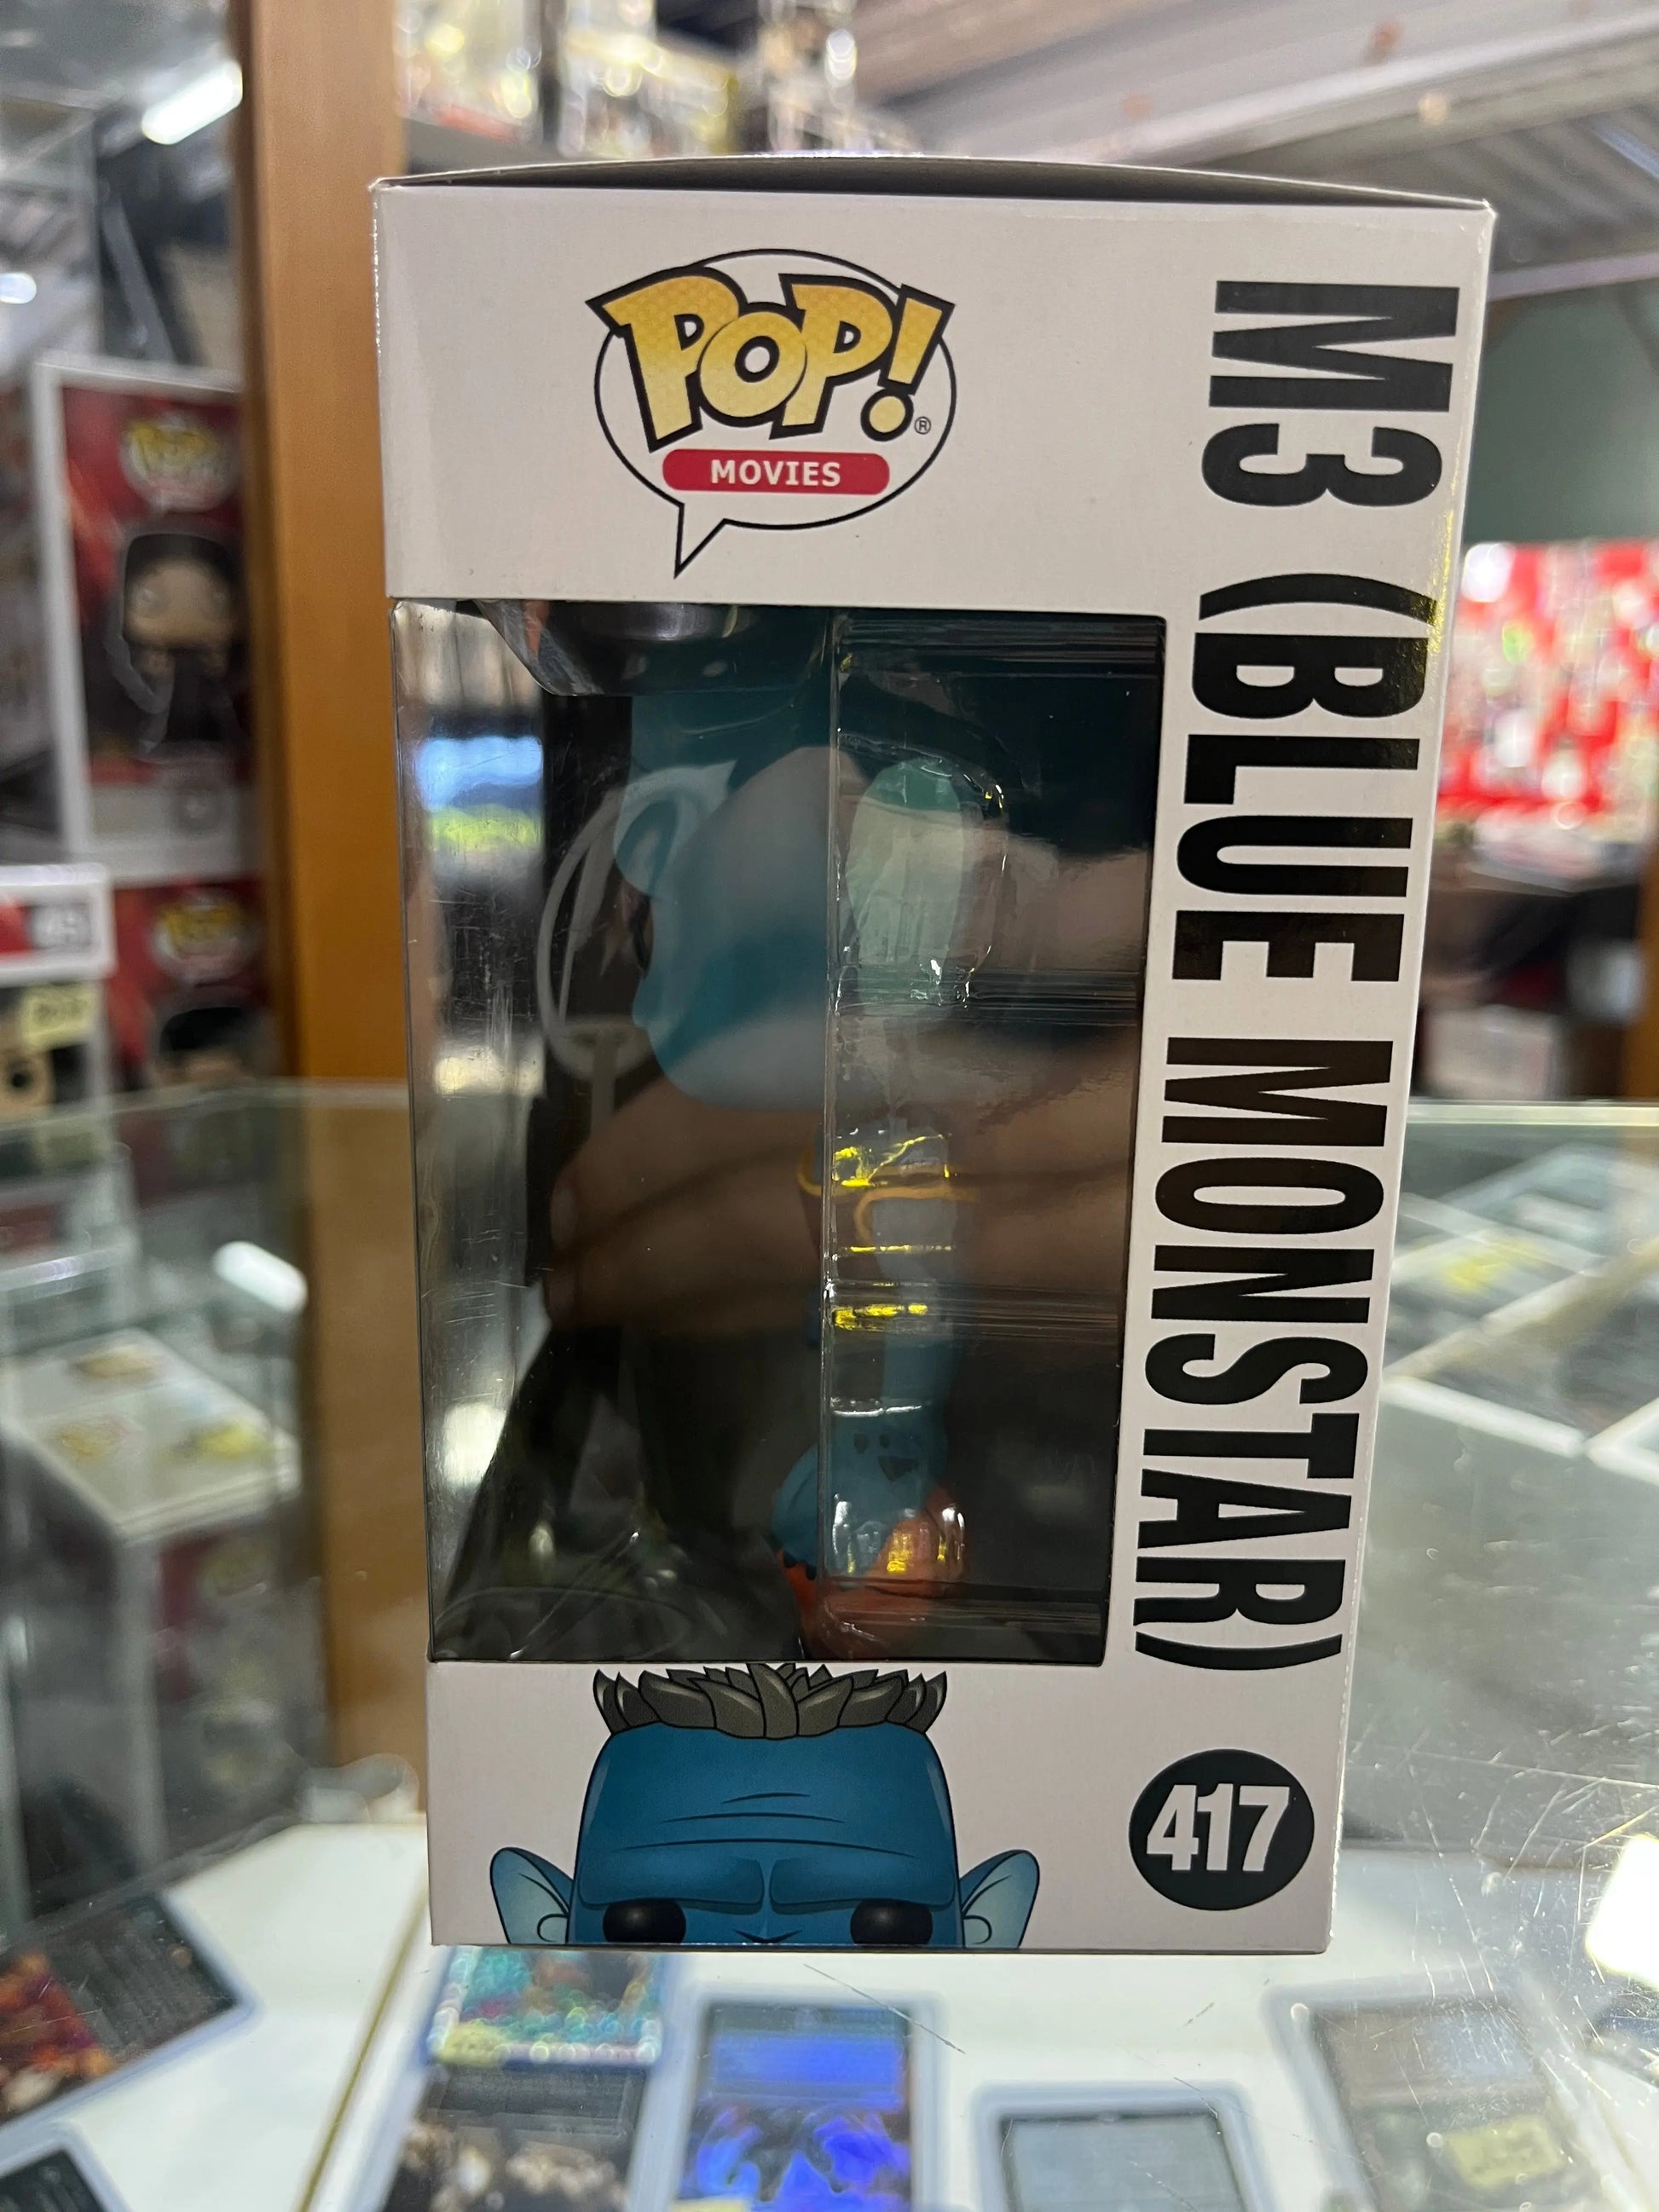 POP!®
MOVIES
M3 (BLUE MONSTAR)
417